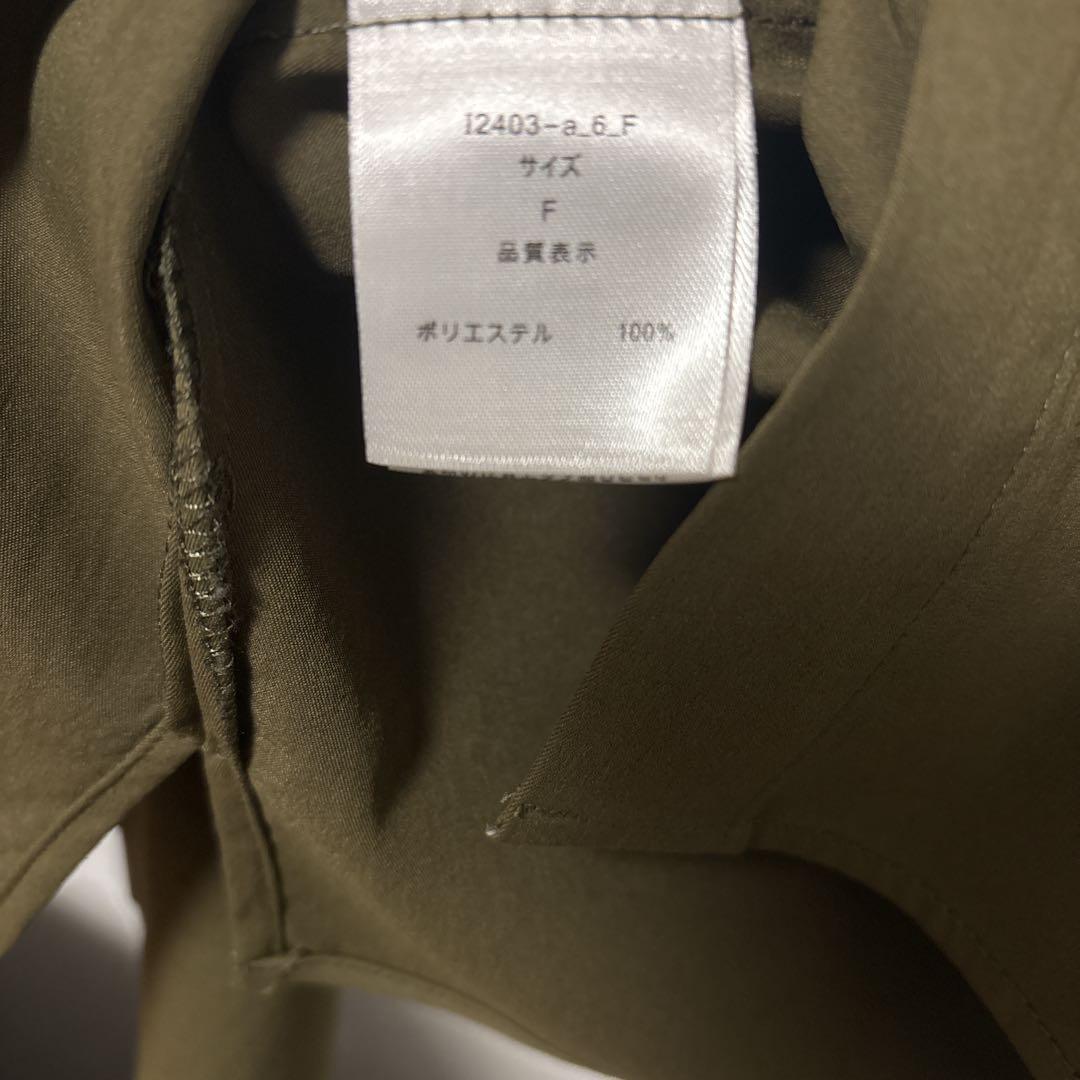 I2403-a_6_F
サイズ
F
品質表示
ポリエステル 100%